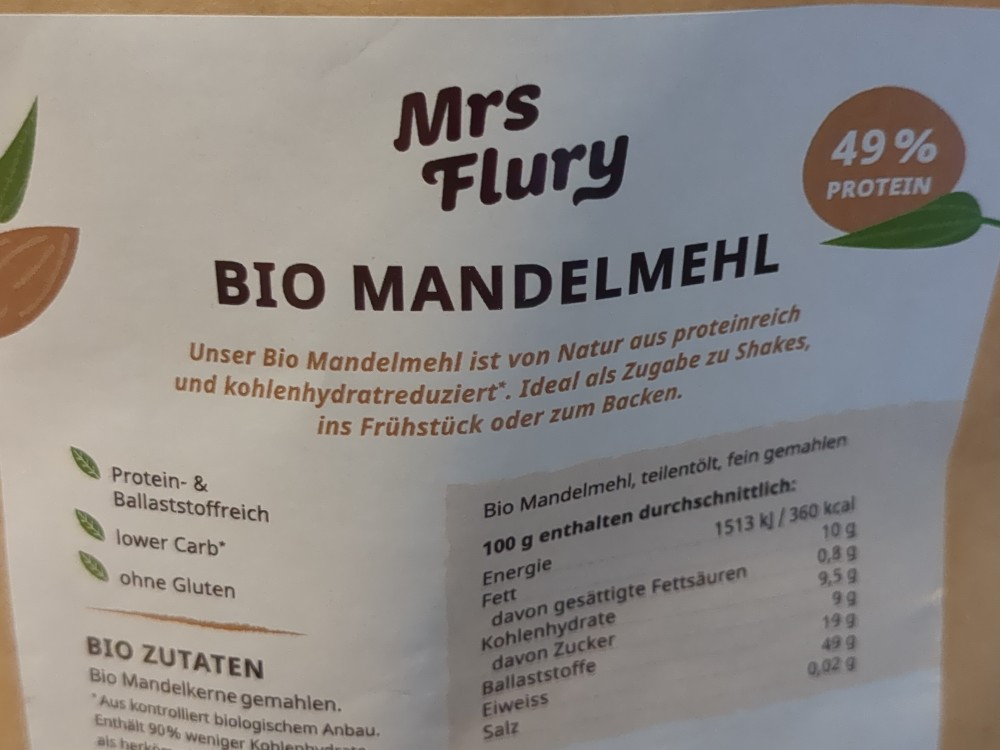 Mrs
Flury
49 %
PROTEIN
BIO MANDELMEHL
Unser Bio Mandelmehl ist von Natur aus proteinreich
und kohlenhydratreduziert*. Ideal als Zugabe zu Shakes,
ins Frühstück oder zum Backen.
Protein- &
Ballaststoffreich
lower Carb*
ohne Gluten
BIO ZUTATEN
Bio Mandelkerne gemahlen.
*Aus kontrolliert biologischem Anbau.
Enthält 90% weniger Kohlenhydrate
als
Bio Mandelmehl, teilentölt, fein gemahlen
100 g enthalten durchschnittlich:
Energie 1513 kJ / 360 kcal
Fett 10 g
davon gesättigte Fettsäuren 0,8 g
Kohlenhydrate 9,5 g
davon Zucker 9 g
Ballaststoffe 19 g
Eiweiss 49 g
Salz 0,02 g